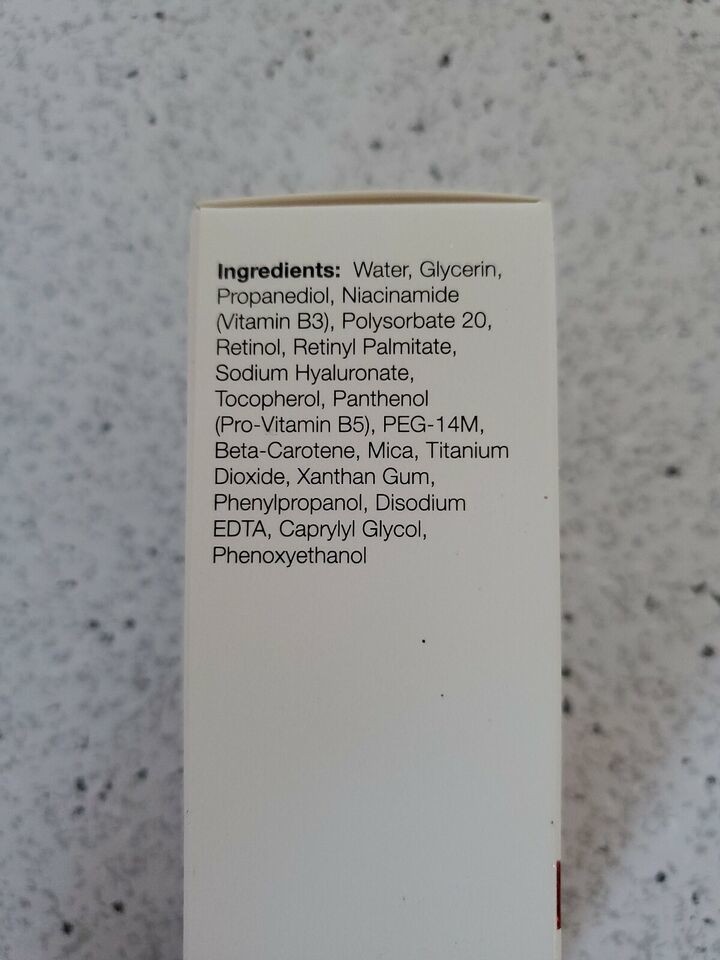 Ingredients: Water, Glycerin,
Propanediol, Niacinamide
(Vitamin B3), Polysorbate 20,
Retinol, Retinyl Palmitate,
Sodium Hyaluronate,
Tocopherol, Panthenol
(Pro-Vitamin B5), PEG-14M,
Beta-Carotene, Mica, Titanium
Dioxide, Xanthan Gum,
Phenylpropanol, Disodium
EDTA, Caprylyl Glycol,
Phenoxyethanol